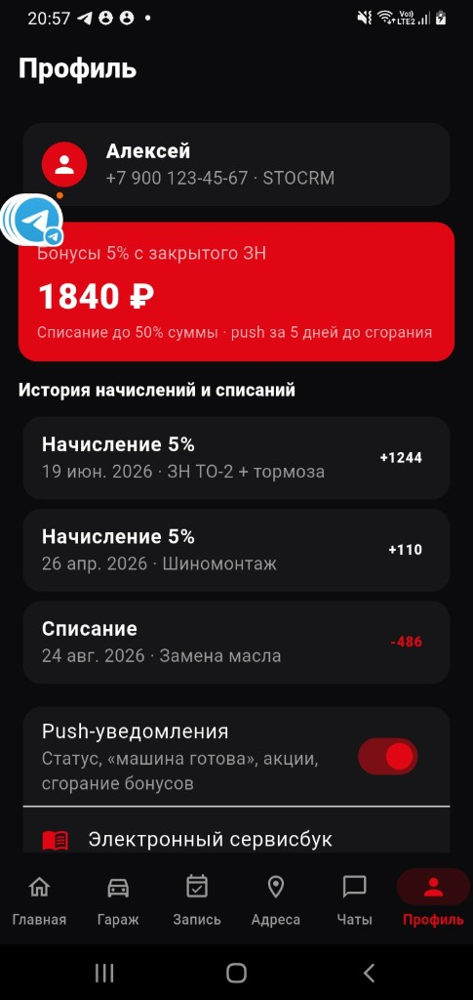 20:57
Vo))
LTE2
Профиль
Алексей
+7 900 123-45-67 · STOCRM
Бонусы 5% с закрытого ЗН
1840 ₽
Списание до 50% суммы · push за 5 дней до сгорания
История начислений и списаний
Начисление 5%
19 июн. 2026 · ЗН ТО-2 + тормоза
+1244
Начисление 5%
26 апр. 2026 · Шиномонтаж
+110
Списание
24 авг. 2026 · Замена масла
-486
Push-уведомления
Статус, «машина готова», акции,
сгорание бонусов
Электронный сервисбук
Главная
Гараж
Запись
Адреса
Чаты
Профиль